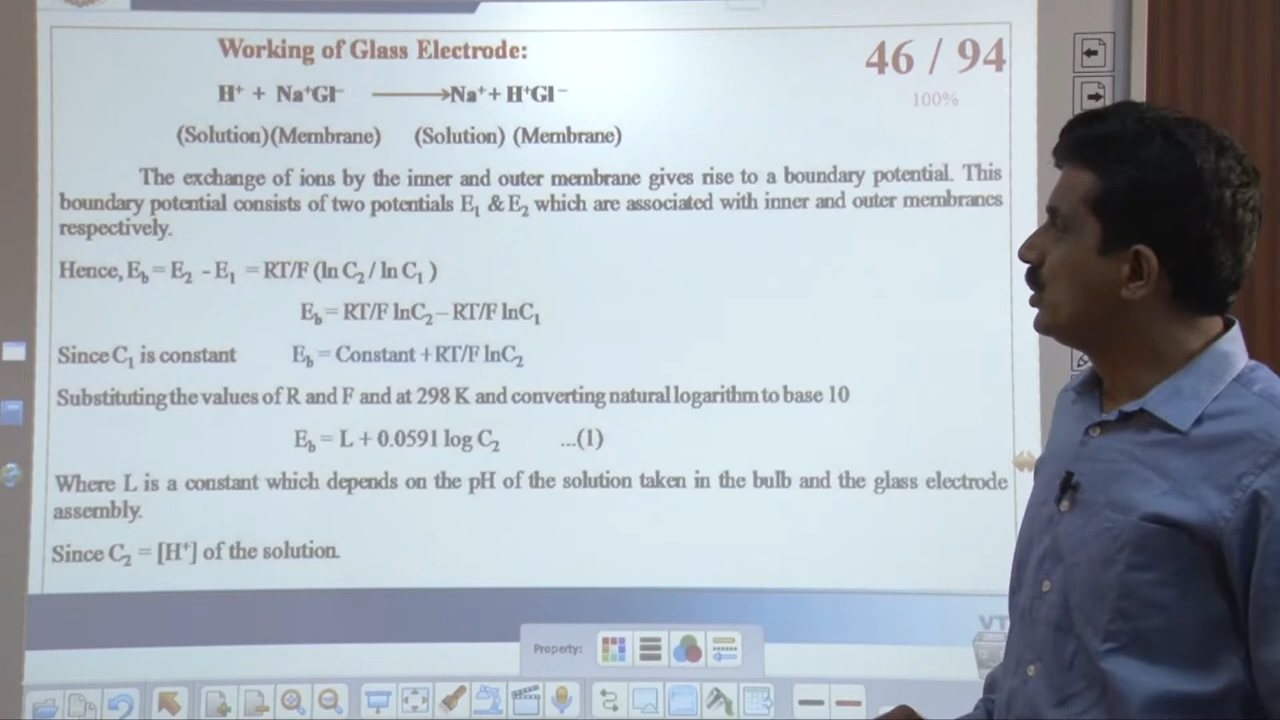 Working of Glass Electrode:
46 / 94
100%
H⁺ + Na⁺Gl⁻ ⟶ Na⁺ + H⁺Gl⁻
(Solution)(Membrane) (Solution) (Membrane)
The exchange of ions by the inner and outer membrane gives rise to a boundary potential. This
boundary potential consists of two potentials E₁ & E₂ which are associated with inner and outer membranes
respectively.
Hence, E_b = E₂ - E₁ = RT/F (ln C₂ / ln C₁ )
E_b = RT/F lnC₂ – RT/F lnC₁
Since C₁ is constant E_b = Constant + RT/F lnC₂
Substituting the values of R and F and at 298 K and converting natural logarithm to base 10
E_b = L + 0.0591 log C₂ ...(1)
Where L is a constant which depends on the pH of the solution taken in the bulb and the glass electrode
assembly.
Since C₂ = [H⁺] of the solution.
VT
Property: